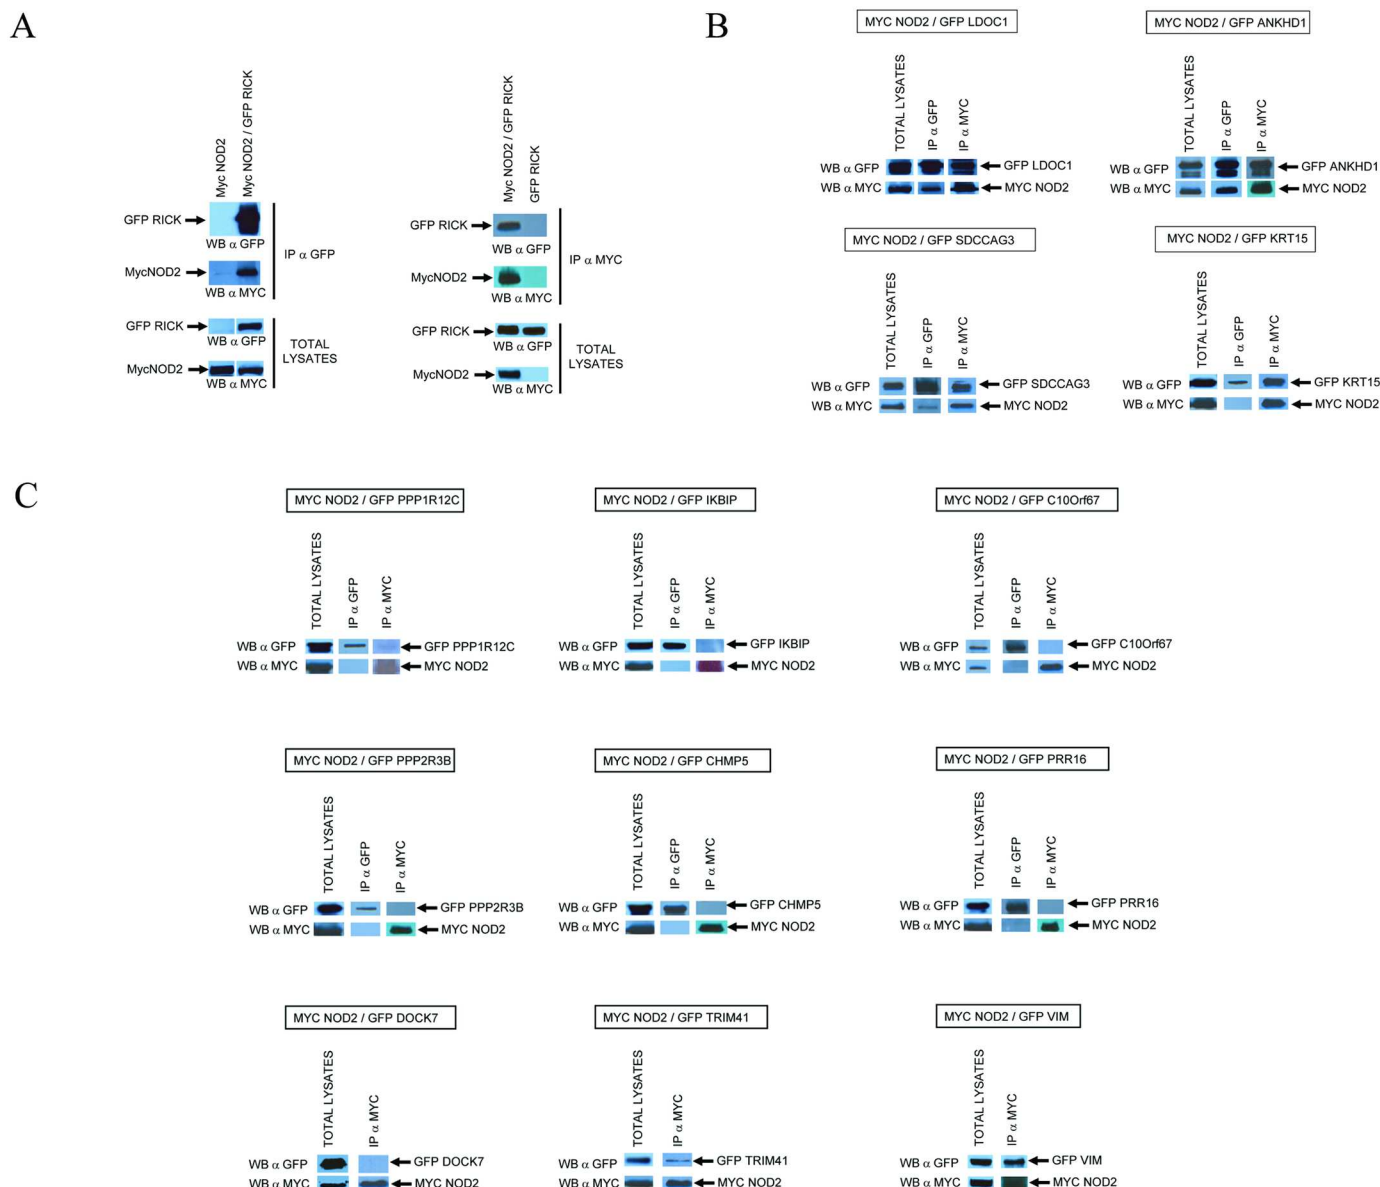 A
Myc NOD2
Myc NOD2 / GFP RICK
GFP RICK
WB α GFP
MycNOD2
WB α MYC
IP α GFP
GFP RICK
WB α GFP
MycNOD2
WB α MYC
TOTAL
LYSATES
Myc NOD2 / GFP RICK
GFP RICK
GFP RICK
WB α GFP
MycNOD2
WB α MYC
IP α MYC
GFP RICK
WB α GFP
MycNOD2
WB α MYC
TOTAL
LYSATES
B
MYC NOD2 / GFP LDOC1
TOTAL LYSATES
IP α GFP
IP α MYC
WB α GFP
GFP LDOC1
WB α MYC
MYC NOD2
MYC NOD2 / GFP ANKHD1
TOTAL LYSATES
IP α GFP
IP α MYC
WB α GFP
GFP ANKHD1
WB α MYC
MYC NOD2
MYC NOD2 / GFP SDCCAG3
TOTAL LYSATES
IP α GFP
IP α MYC
WB α GFP
GFP SDCCAG3
WB α MYC
MYC NOD2
MYC NOD2 / GFP KRT15
TOTAL LYSATES
IP α GFP
IP α MYC
WB α GFP
GFP KRT15
WB α MYC
MYC NOD2
C
MYC NOD2 / GFP PPP1R12C
TOTAL LYSATES
IP α GFP
IP α MYC
WB α GFP
GFP PPP1R12C
WB α MYC
MYC NOD2
MYC NOD2 / GFP IKBIP
TOTAL LYSATES
IP α GFP
IP α MYC
WB α GFP
GFP IKBIP
WB α MYC
MYC NOD2
MYC NOD2 / GFP C10Orf67
TOTAL LYSATES
IP α GFP
IP α MYC
WB α GFP
GFP C10Orf67
WB α MYC
MYC NOD2
MYC NOD2 / GFP PPP2R3B
TOTAL LYSATES
IP α GFP
IP α MYC
WB α GFP
GFP PPP2R3B
WB α MYC
MYC NOD2
MYC NOD2 / GFP CHMP5
TOTAL LYSATES
IP α GFP
IP α MYC
WB α GFP
GFP CHMP5
WB α MYC
MYC NOD2
MYC NOD2 / GFP PRR16
TOTAL LYSATES
IP α GFP
IP α MYC
WB α GFP
GFP PRR16
WB α MYC
MYC NOD2
MYC NOD2 / GFP DOCK7
TOTAL LYSATES
IP α MYC
WB α GFP
GFP DOCK7
WB α MYC
MYC NOD2
MYC NOD2 / GFP TRIM41
TOTAL LYSATES
IP α MYC
WB α GFP
GFP TRIM41
WB α MYC
MYC NOD2
MYC NOD2 / GFP VIM
TOTAL LYSATES
IP α MYC
WB α GFP
GFP VIM
WB α MYC
MYC NOD2